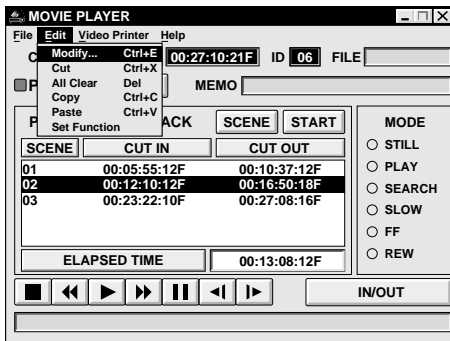 MOVIE PLAYER
File Edit Video Printer Help
C 00:27:10:21F ID 06 FILE
Modify... Ctrl+E
Cut Ctrl+X
All Clear Del
Copy Ctrl+C
Paste Ctrl+V
Set Function
P MEMO
P ACK SCENE START
SCENE CUT IN CUT OUT
01 00:05:55:12F 00:10:37:12F
02 00:12:10:12F 00:16:50:18F
03 00:23:22:10F 00:27:08:16F
ELAPSED TIME 00:13:08:12F
MODE
STILL
PLAY
SEARCH
SLOW
FF
REW
IN/OUT